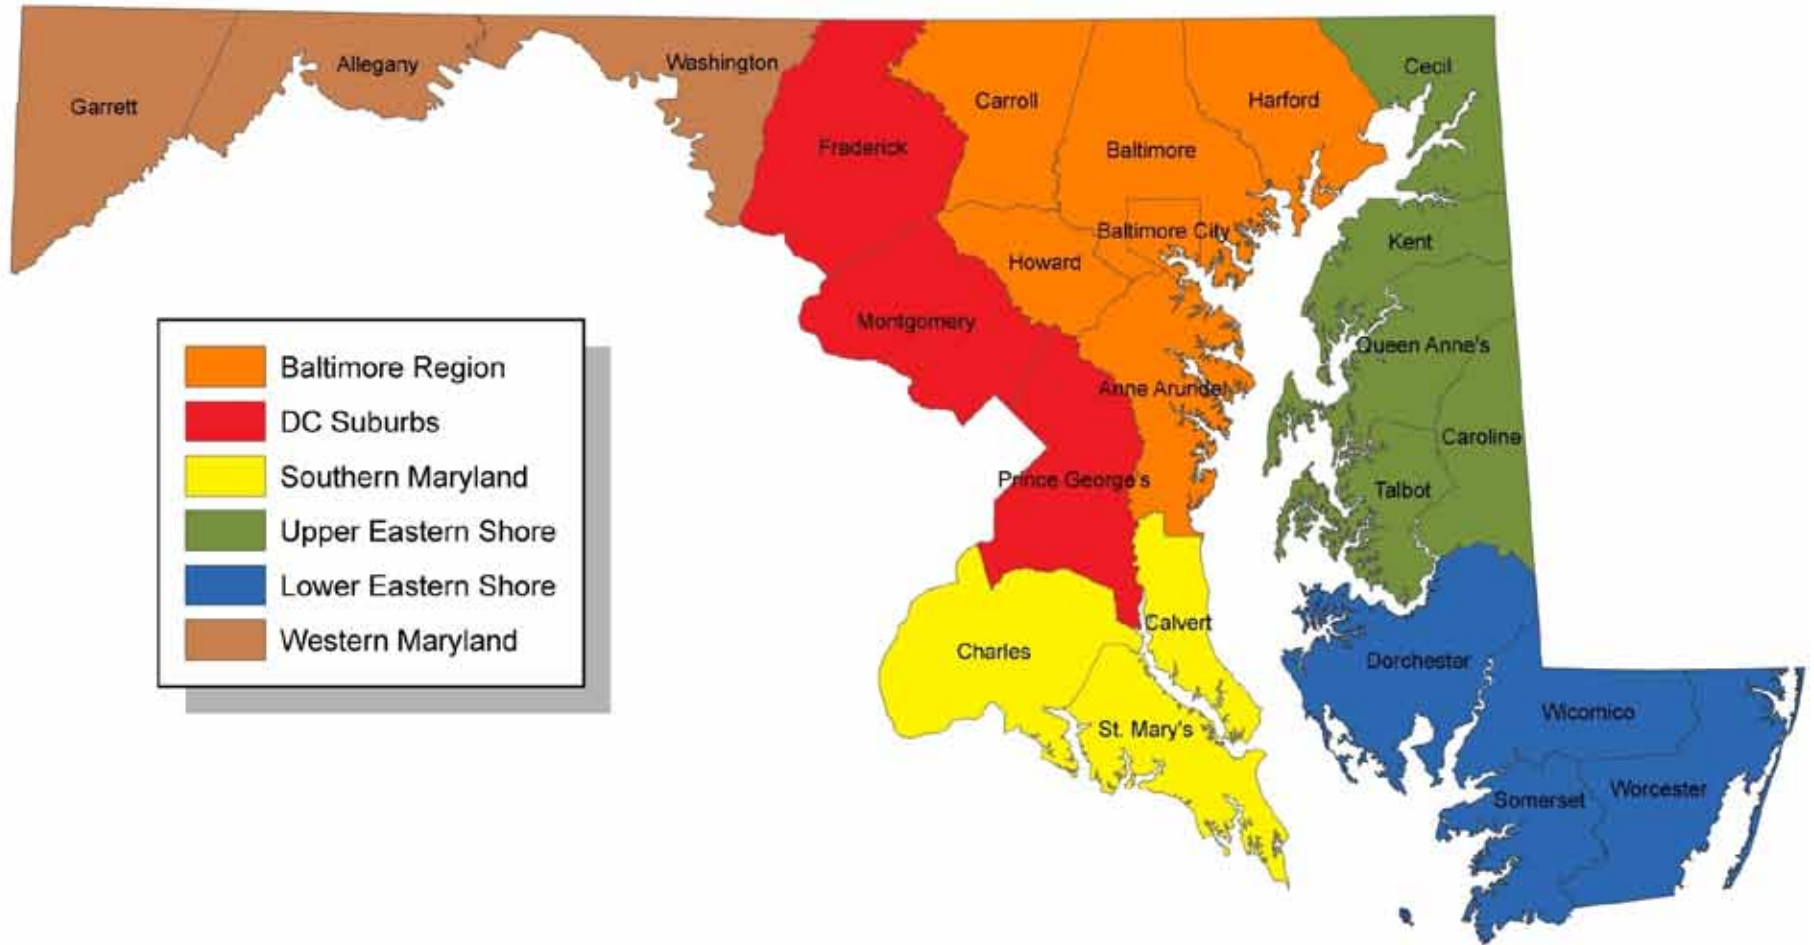 Garrett
Allegany
Washington
Frederick
Carroll
Baltimore
Harford
Cecil
Baltimore City
Howard
Kent
Montgomery
Queen Anne's
Anne Arundel
Caroline
Prince George's
Talbot
Calvert
Charles
Dorchester
St. Mary's
Wicomico
Somerset
Worcester
Baltimore Region
DC Suburbs
Southern Maryland
Upper Eastern Shore
Lower Eastern Shore
Western Maryland